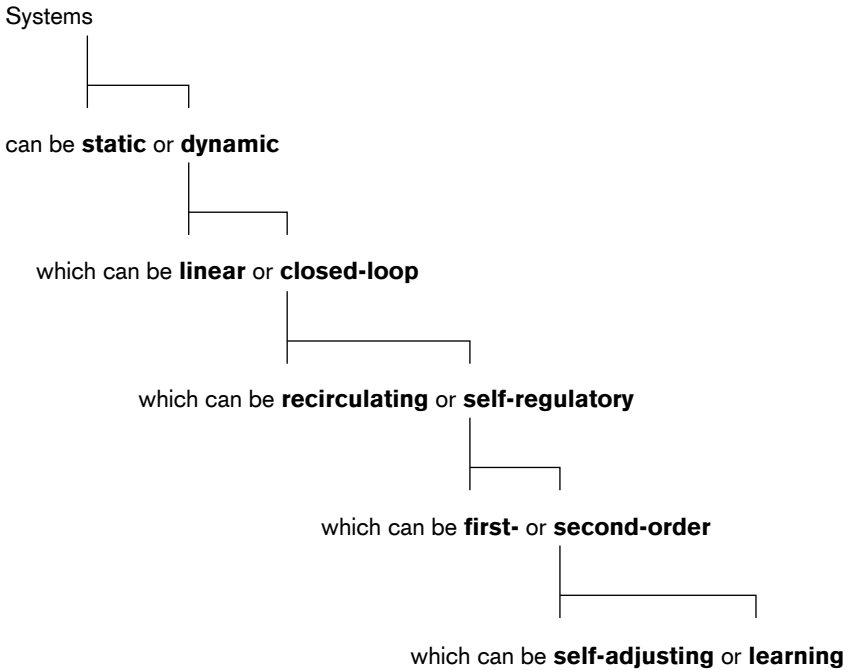 Systems
can be static or dynamic
which can be linear or closed-loop
which can be recirculating or self-regulatory
which can be first- or second-order
which can be self-adjusting or learning